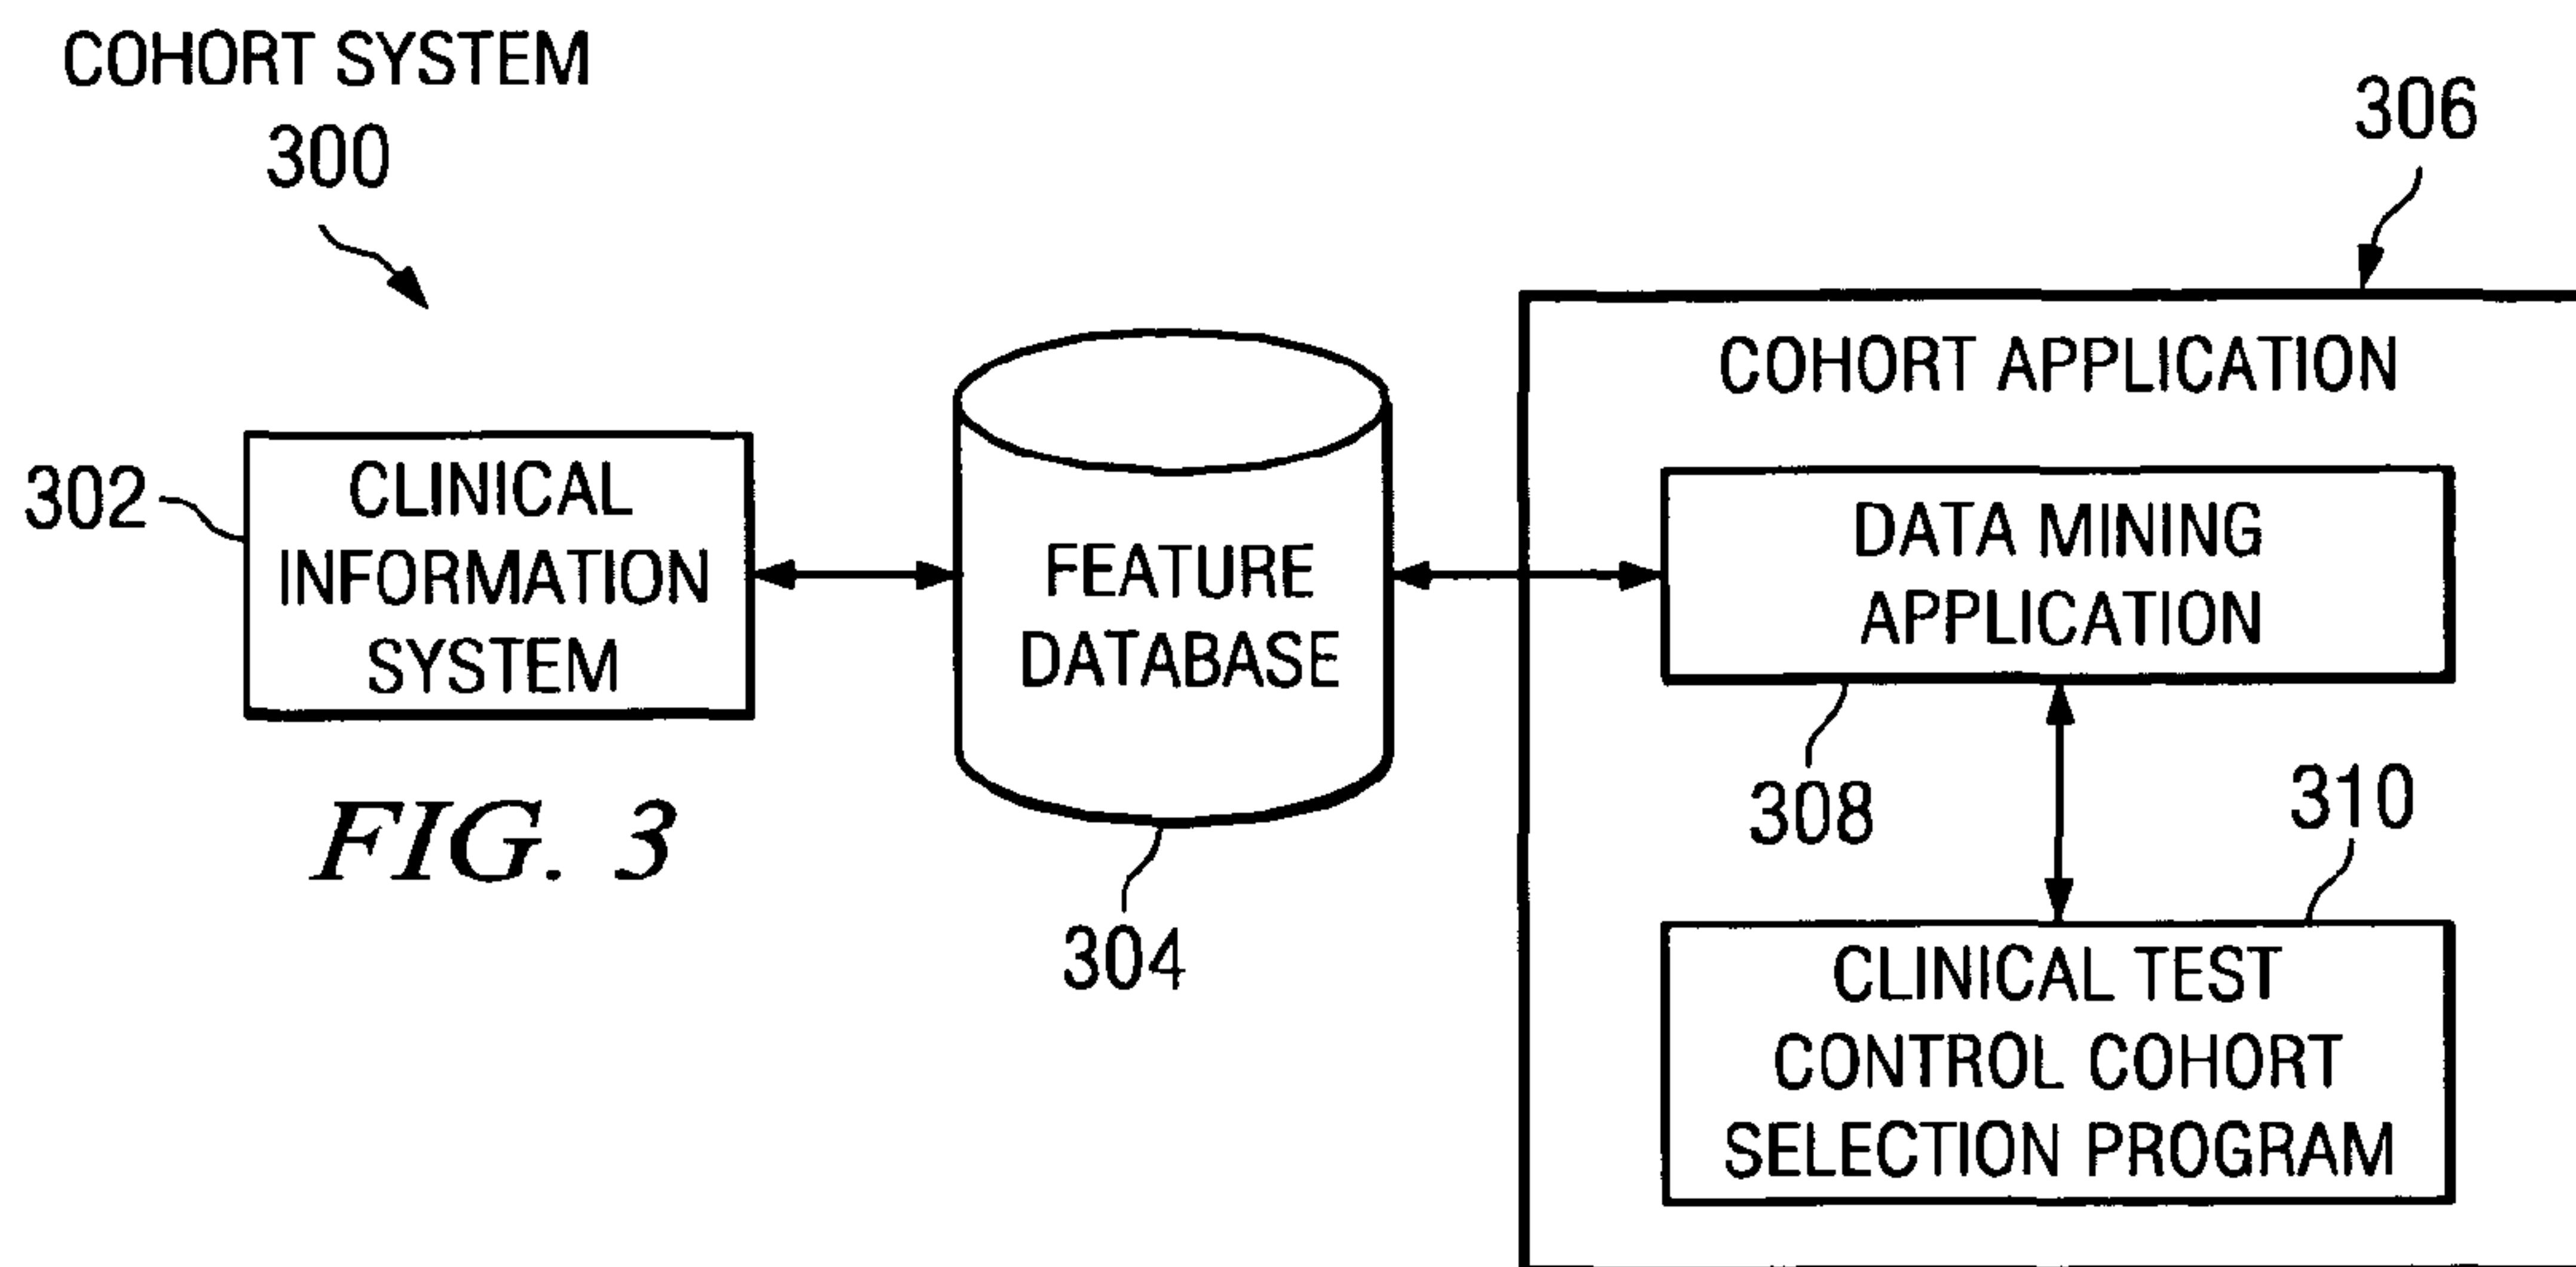 COHORT SYSTEM
300
306
COHORT APPLICATION
302
CLINICAL
INFORMATION
SYSTEM
FEATURE
DATABASE
DATA MINING
APPLICATION
308
310
304
CLINICAL TEST
CONTROL COHORT
SELECTION PROGRAM
FIG. 3